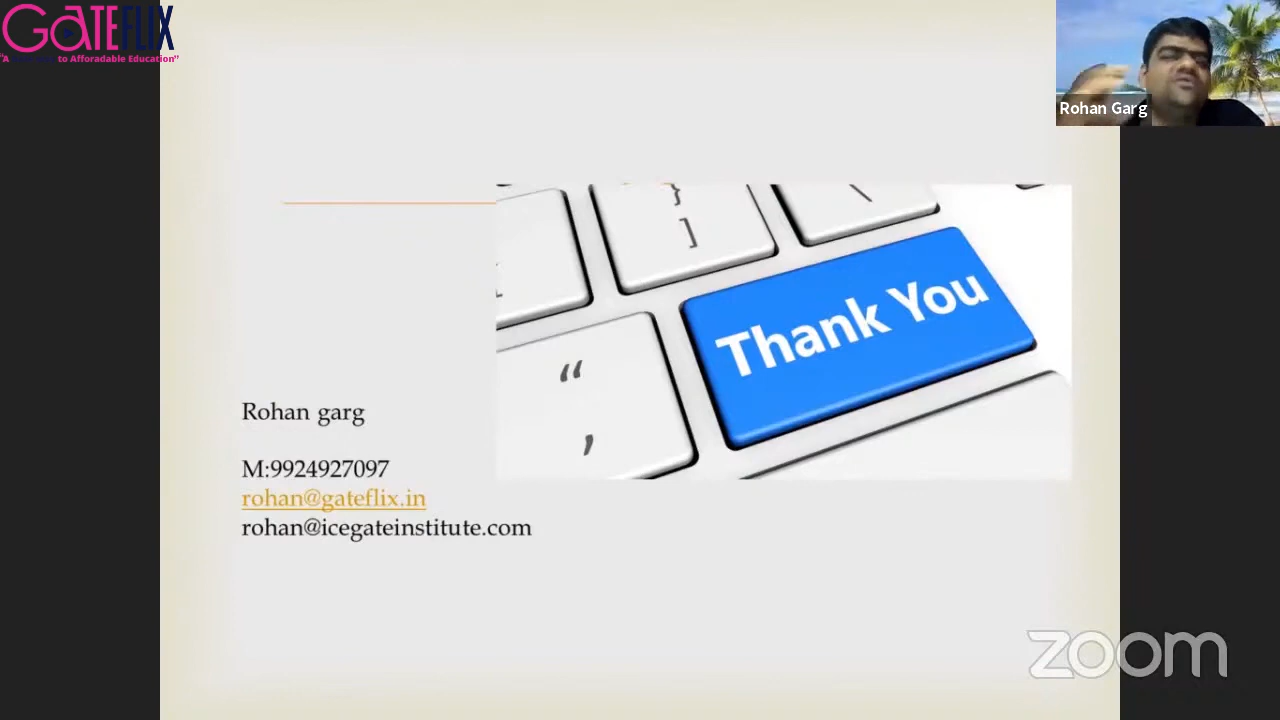 GATEFLIX
"A to Afforadable Education"
Rohan Garg
}
]
\
Thank You
“
,
Rohan garg
M:9924927097
rohan@gateflix.in
rohan@icegateinstitute.com
zoom